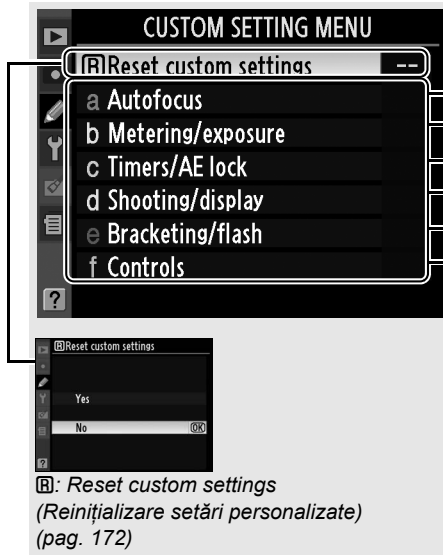 CUSTOM SETTING MENU
R Reset custom settings --
a Autofocus
b Metering/exposure
c Timers/AE lock
d Shooting/display
e Bracketing/flash
f Controls
?
R Reset custom settings
Yes
No OK
?
R: Reset custom settings
(Reinițializare setări personalizate)
(pag. 172)